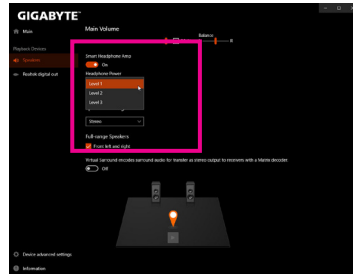 GIGABYTE™
Main
Main Volume
Balance
R
Playback Devices
Smart Headphone Amp
Speakers
On
Realtek digital out
Headphone Power
Level 1
Level 1
Level 2
Level 3
Stereo
Full-range Speakers
Front left and right
Virtual Surround encodes surround audio for transfer as stereo output to receivers with a Matrix decoder.
Off
Device advanced settings
Information